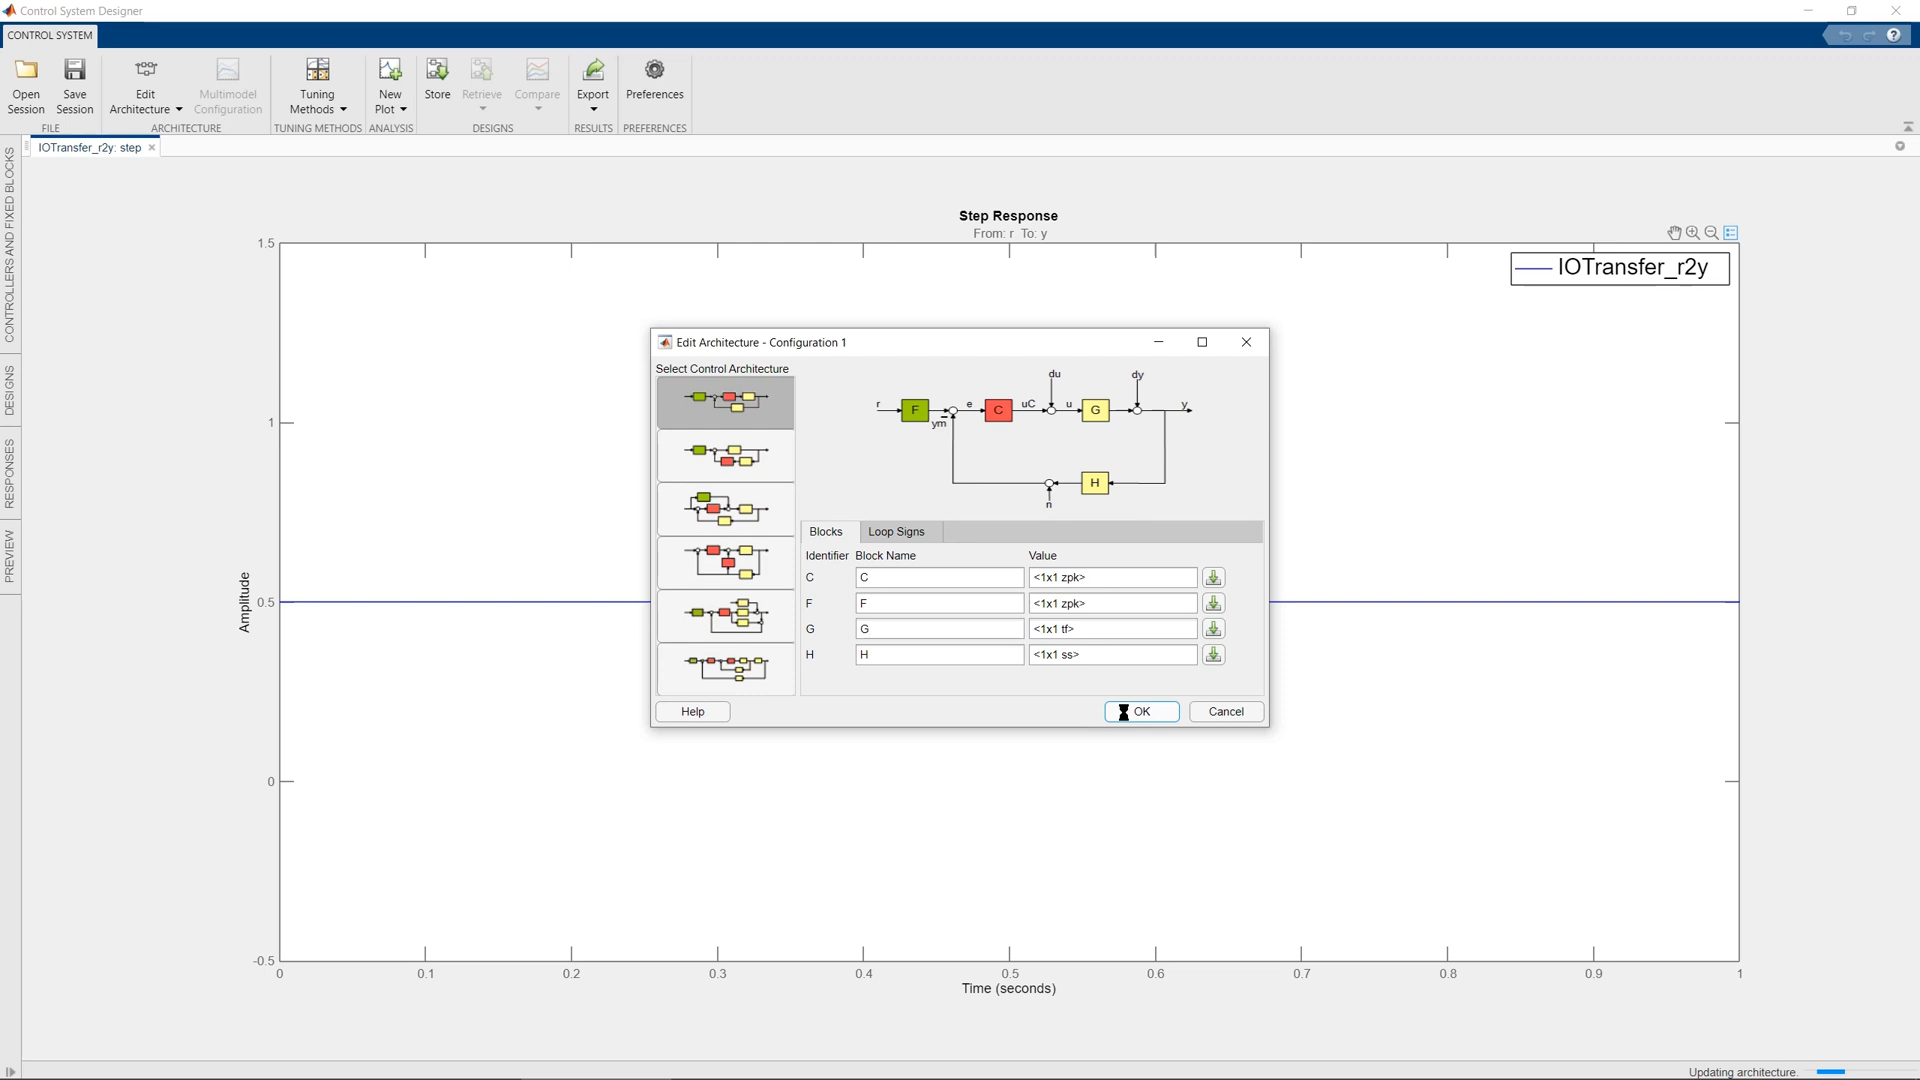 Control System Designer
CONTROL SYSTEM
Open Session
Save Session
Edit Architecture
Multimodel Configuration
Tuning Methods
New Plot
Store
Retrieve
Compare
Export
Preferences
FILE
ARCHITECTURE
TUNING METHODS
ANALYSIS
DESIGNS
RESULTS
PREFERENCES
IOTransfer_r2y: step
CONTROLLERS AND FIXED BLOCKS
DESIGNS
RESPONSES
PREVIEW
Step Response
From: r To: y
IOTransfer_r2y
1.5
1
0.5
0
-0.5
Amplitude
0 0.1 0.2 0.3 0.4 0.5 0.6 0.7 0.8 0.9 1
Time (seconds)
Edit Architecture - Configuration 1
Select Control Architecture
du
dy
r
F
e
C
uC
u
G
y
ym
H
n
Blocks
Loop Signs
Identifier Block Name Value
C C <1x1 zpk>
F F <1x1 zpk>
G G <1x1 tf>
H H <1x1 ss>
Help
OK
Cancel
Updating architecture.